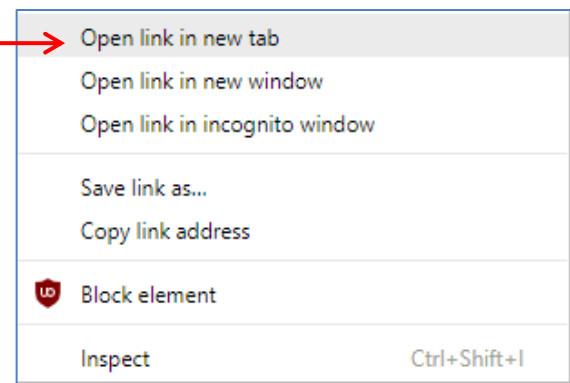 Open link in new tab
Open link in new window
Open link in incognito window
Save link as...
Copy link address
Block element
Inspect Ctrl+Shift+I